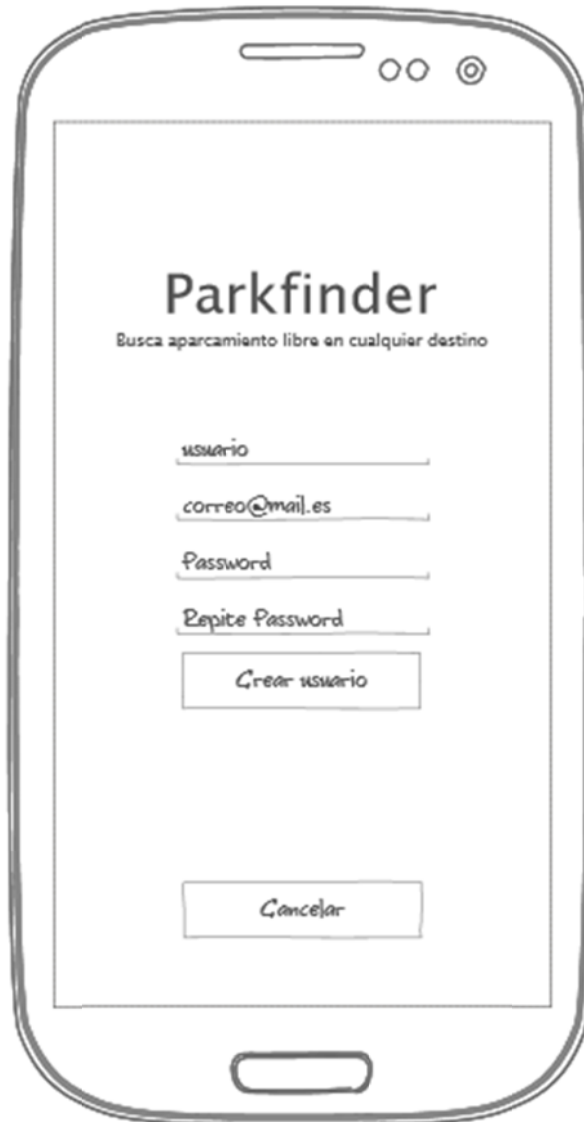 Parkfinder
Busca aparcamiento libre en cualquier destino
usuario
correo@mail.es
Password
Repite Password
Crear usuario
Cancelar